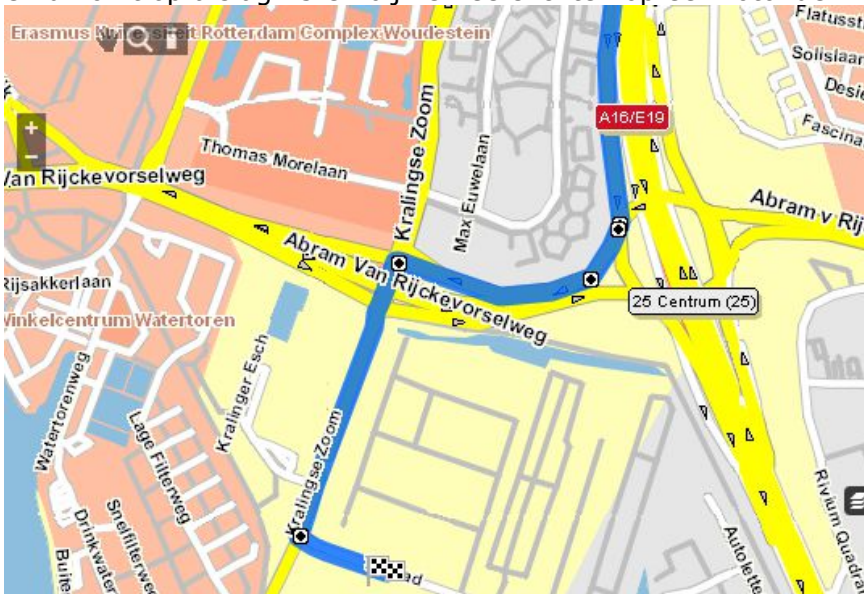 Flatusst
Erasmus
siteit Rotterdam Complex Woudestein
Solislaan
Desi
A16/E19
Fascina
+
Kralingse Zoom
Thomas Morelaan
-
Van Rijckevorselweg
Max Euwelaan
Abram v Rij
Abram Van Rijckevorselweg
Rijsakkerlaan
25 Centrum (25)
Winkelcentrum Watertoren
Kralinger Esch
Watertorenweg
Lage Filterweg
Kralingse Zoom
Rivium Quadra
Snelfilterweg
Drinkwater
Autolette
Buite
ad